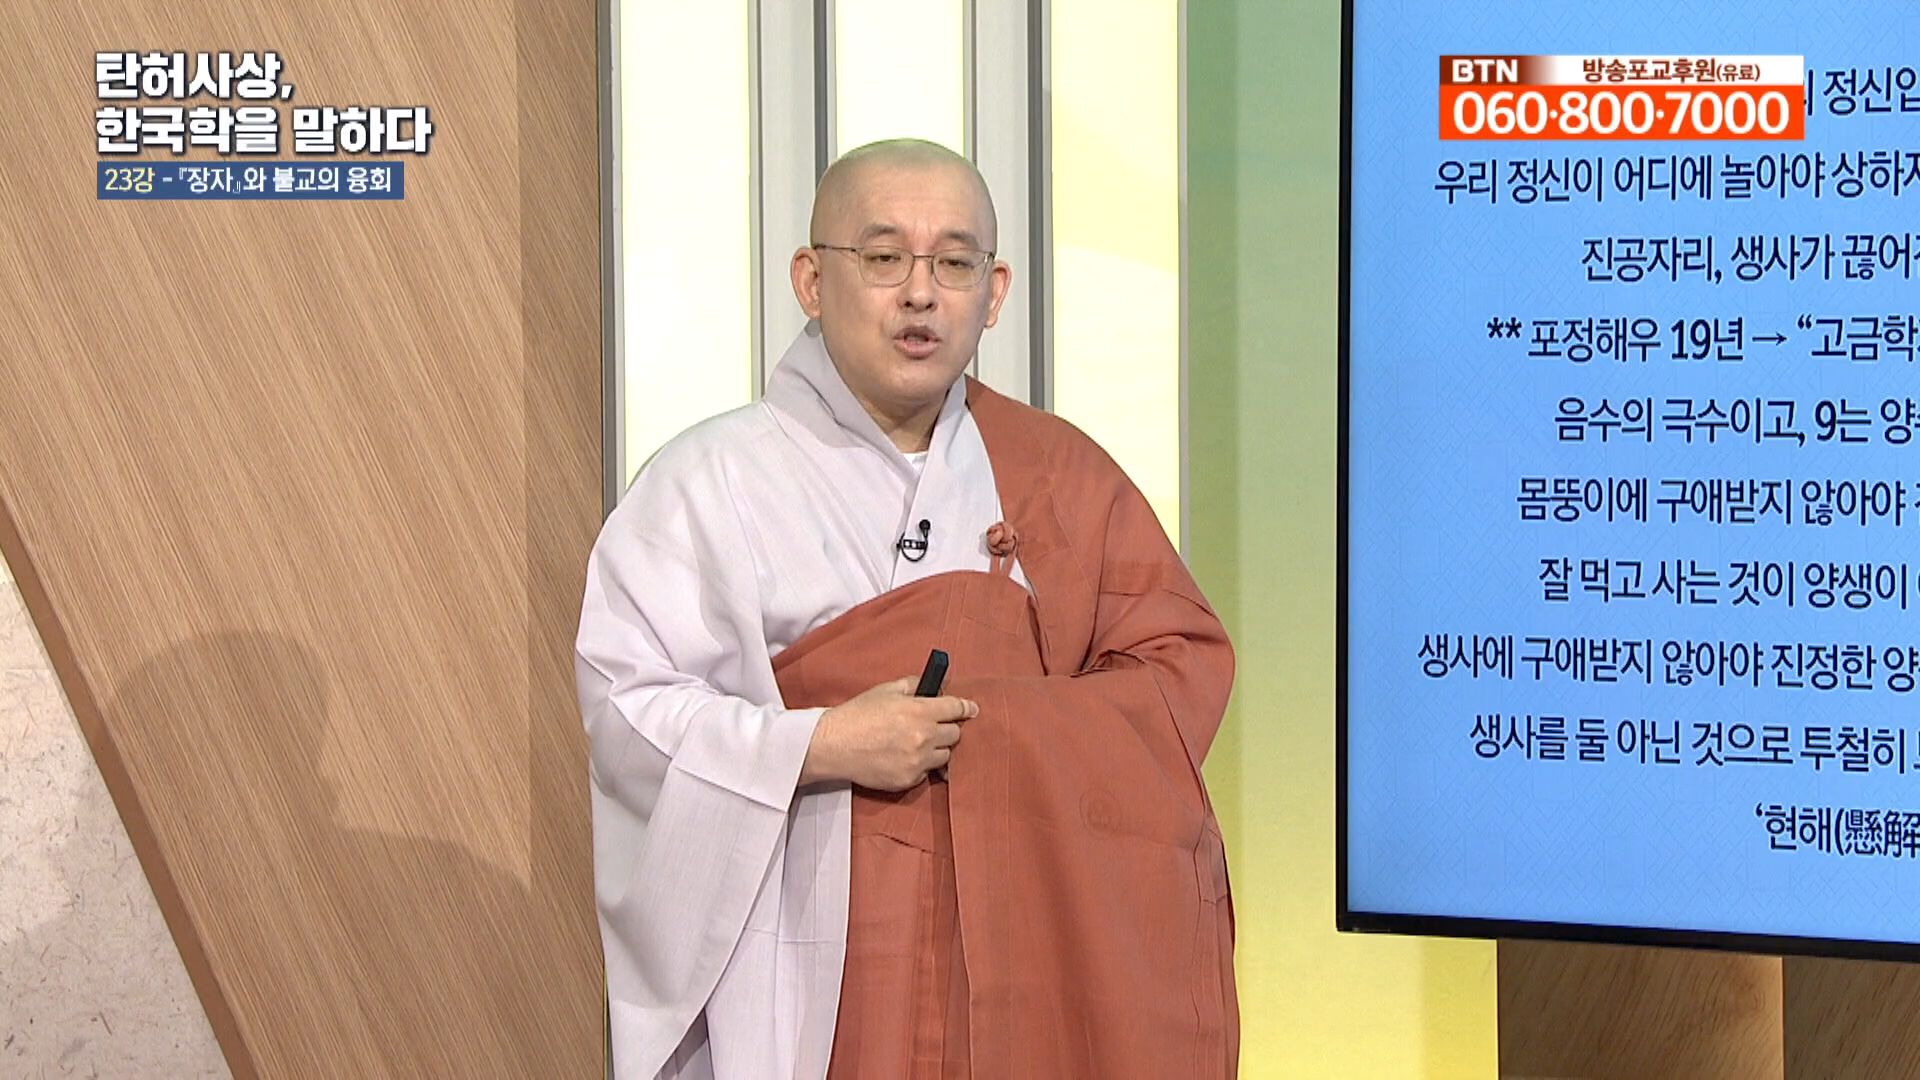 탄허사상,
한국학을 말하다
23강 - 『장자』와 불교의 융회
BTN 방송포교후원(유료)
060·800·7000
정신입
우리 정신이 어디에 놀아야 상하지
진공자리, 생사가 끊어진
** 포정해우 19년 → “고금학
음수의 극수이고, 9는 양
몸뚱이에 구애받지 않아야
잘 먹고 사는 것이 양생이
생사에 구애받지 않아야 진정한 양
생사를 둘 아닌 것으로 투철히
‘현해(懸解